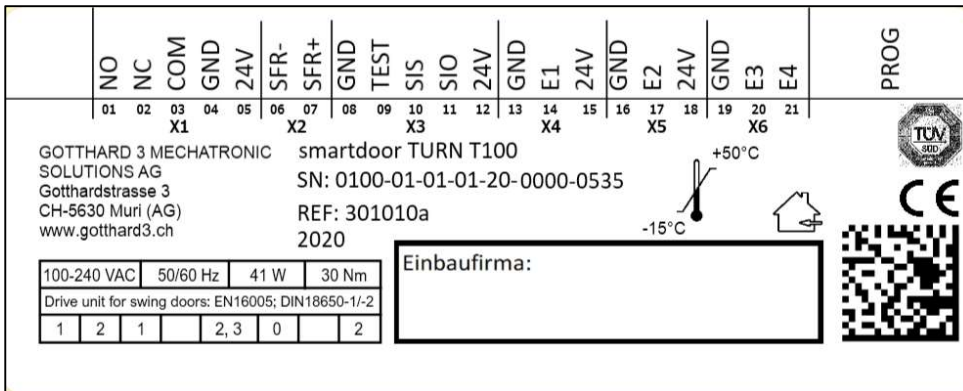 NO NC COM GND 24V SFR- SFR+ GND TEST SIS SIO 24V GND E1 24V GND E2 24V GND E3 E4 PROG
01 02 03 04 05 06 07 08 09 10 11 12 13 14 15 16 17 18 19 20 21
X1 X2 X3 X4 X5 X6
GOTTHARD 3 MECHATRONIC
SOLUTIONS AG
Gotthardstrasse 3
CH-5630 Muri (AG)
www.gotthard3.ch
smartdoor TURN T100
SN: 0100-01-01-01-20-0000-0535
REF: 301010a
2020
+50°C
-15°C
TÜV
SÜD
CE
100-240 VAC 50/60 Hz 41 W 30 Nm
Drive unit for swing doors: EN16005; DIN18650-1/-2
1 2 1 2, 3 0 2
Einbaufirma: